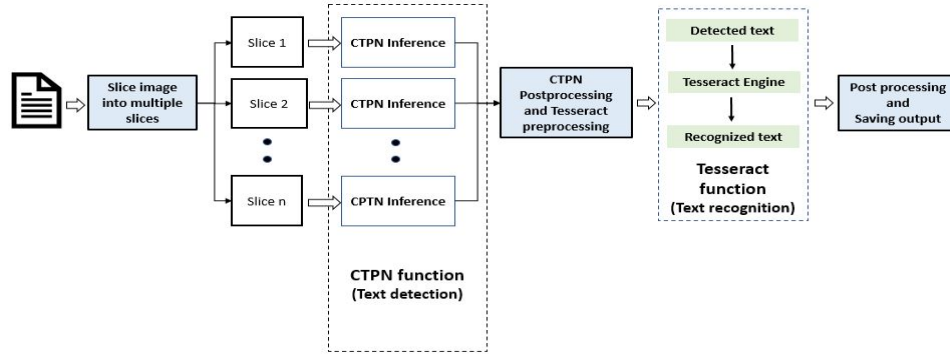 Slice image
into multiple
slices
Slice 1
CTPN Inference
Slice 2
CTPN Inference
Slice n
CPTN Inference
CTPN function
(Text detection)
CTPN
Postprocessing
and Tesseract
preprocessing
Detected text
Tesseract Engine
Recognized text
Tesseract
function
(Text recognition)
Post processing
and
Saving output